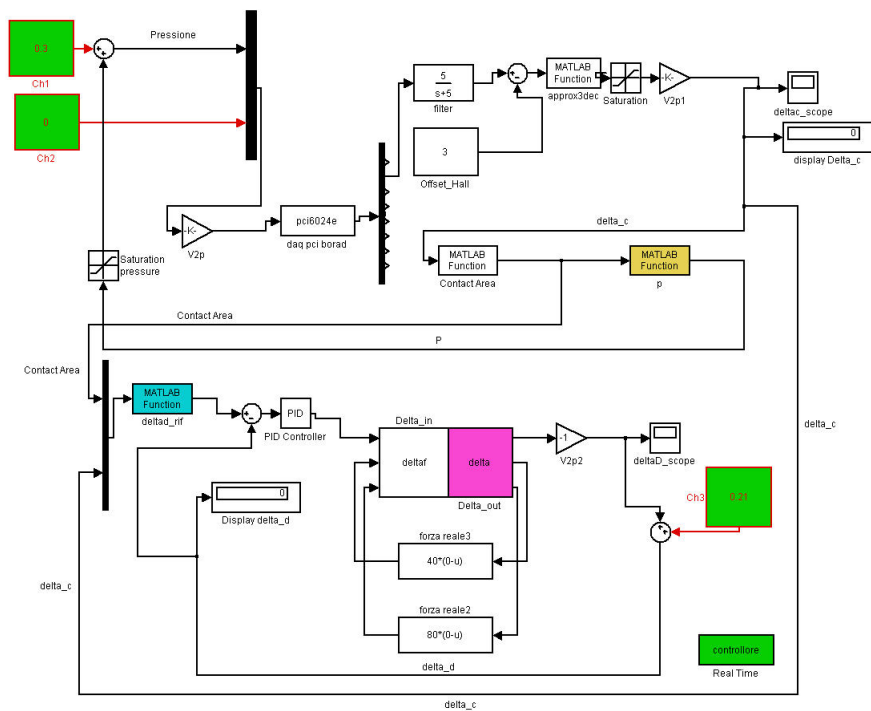 0.3
Ch1
Pressione
0
Ch2
5
s+5
filter
MATLAB
Function
approx3dec
Saturation
-K-
V2p1
deltac_scope
0
display Delta_c
3
Offset_Hall
-K-
V2p
pci6024e
daq pci borad
Saturation
pressure
delta_c
MATLAB
Function
Contact Area
MATLAB
Function
p
Contact Area
P
Contact Area
MATLAB
Function
deltad_rif
PID
PID Controller
Delta_in
deltaf
delta
Delta_out
-1
V2p2
deltaD_scope
delta_c
Ch3
0.21
0
Display delta_d
forza reale3
40*(0-u)
forza reale2
80*(0-u)
delta_c
delta_d
controllore
Real Time
delta_c